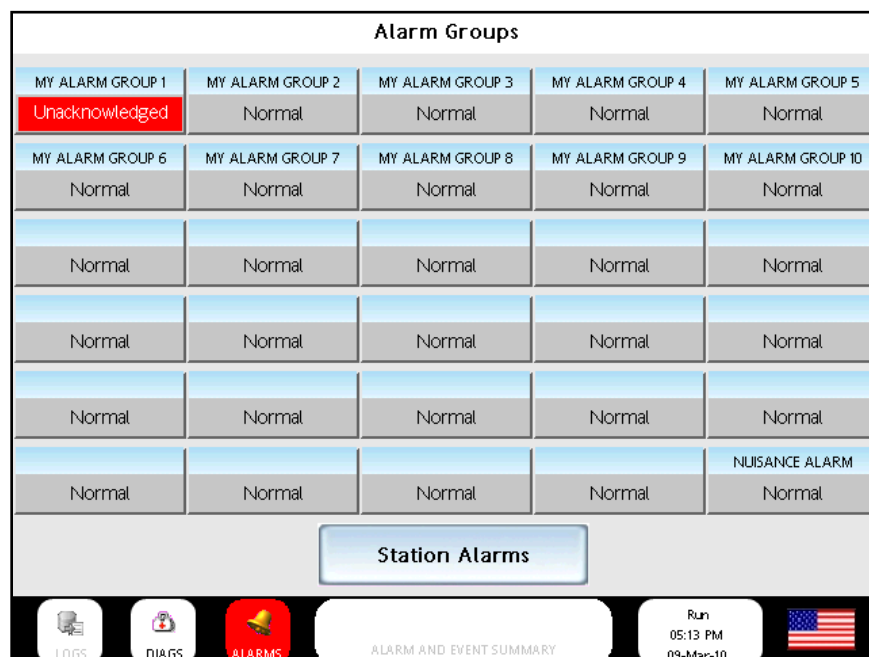 Alarm Groups
MY ALARM GROUP 1 MY ALARM GROUP 2 MY ALARM GROUP 3 MY ALARM GROUP 4 MY ALARM GROUP 5
Unacknowledged Normal Normal Normal Normal
MY ALARM GROUP 6 MY ALARM GROUP 7 MY ALARM GROUP 8 MY ALARM GROUP 9 MY ALARM GROUP 10
Normal Normal Normal Normal Normal
Normal Normal Normal Normal Normal
Normal Normal Normal Normal Normal
Normal Normal Normal Normal Normal
NUISANCE ALARM
Normal Normal Normal Normal Normal
Station Alarms
Run
05:13 PM
LOGS DIAGS ALARMS ALARM AND EVENT SUMMARY 09-Mar-10